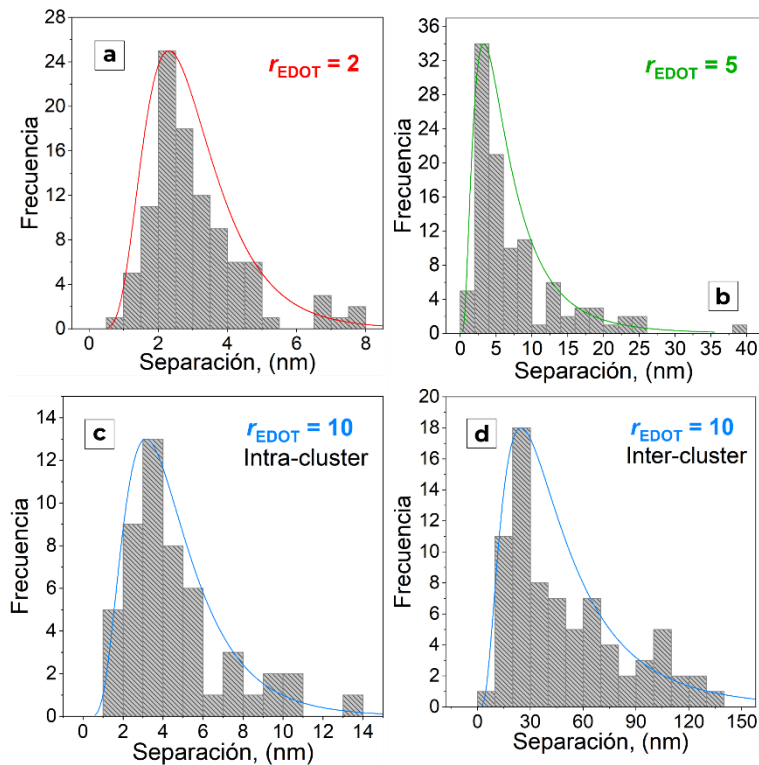 a
r_EDOT = 2
Frecuencia
28
24
20
16
12
8
4
0
0 2 4 6 8
Separación, (nm)
b
r_EDOT = 5
Frecuencia
36
32
28
24
20
16
12
8
4
0
0 5 10 15 20 25 30 35 40
Separación, (nm)
c
r_EDOT = 10
Intra-cluster
Frecuencia
14
12
10
8
6
4
2
0
0 2 4 6 8 10 12 14
Separación, (nm)
d
r_EDOT = 10
Inter-cluster
Frecuencia
20
18
16
14
12
10
8
6
4
2
0
0 30 60 90 120 150
Separación, (nm)